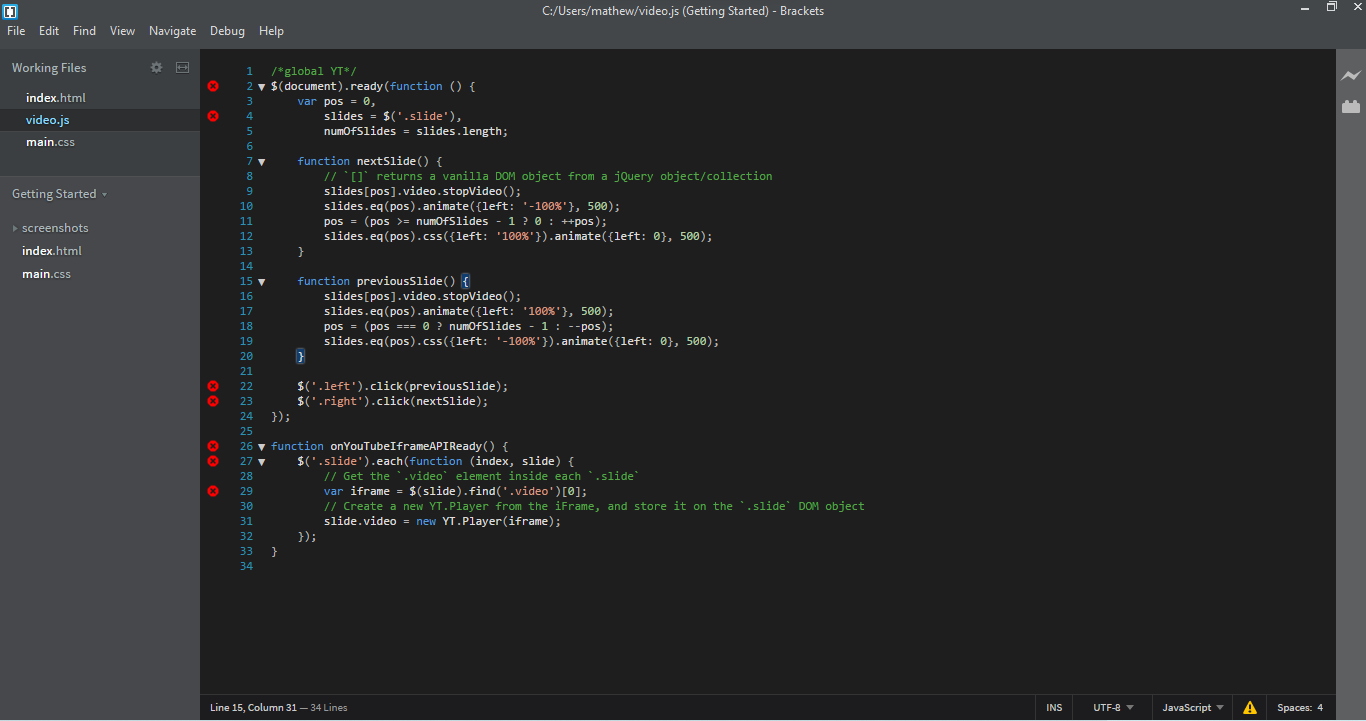 C:/Users/mathew/video.js (Getting Started) - Brackets
File Edit Find View Navigate Debug Help
Working Files
index.html
video.js
main.css
Getting Started
screenshots
index.html
main.css
1 /*global YT*/
2 $(document).ready(function () {
3     var pos = 0,
4         slides = $('.slide'),
5         numOfSlides = slides.length;
6
7     function nextSlide() {
8         // `[]` returns a vanilla DOM object from a jQuery object/collection
9         slides[pos].video.stopVideo();
10         slides.eq(pos).animate({left: '-100%'}, 500);
11         pos = (pos >= numOfSlides - 1 ? 0 : ++pos);
12         slides.eq(pos).css({left: '100%'}).animate({left: 0}, 500);
13     }
14
15     function previousSlide() {
16         slides[pos].video.stopVideo();
17         slides.eq(pos).animate({left: '100%'}, 500);
18         pos = (pos === 0 ? numOfSlides - 1 : --pos);
19         slides.eq(pos).css({left: '-100%'}).animate({left: 0}, 500);
20     }
21
22     $('.left').click(previousSlide);
23     $('.right').click(nextSlide);
24 });
25
26 function onYouTubeIframeAPIReady() {
27     $('.slide').each(function (index, slide) {
28         // Get the `.video` element inside each `.slide`
29         var iframe = $(slide).find('.video')[0];
30         // Create a new YT.Player from the iFrame, and store it on the `.slide` DOM object
31         slide.video = new YT.Player(iframe);
32     });
33 }
34
Line 15, Column 31 — 34 Lines INS UTF-8 JavaScript Spaces: 4